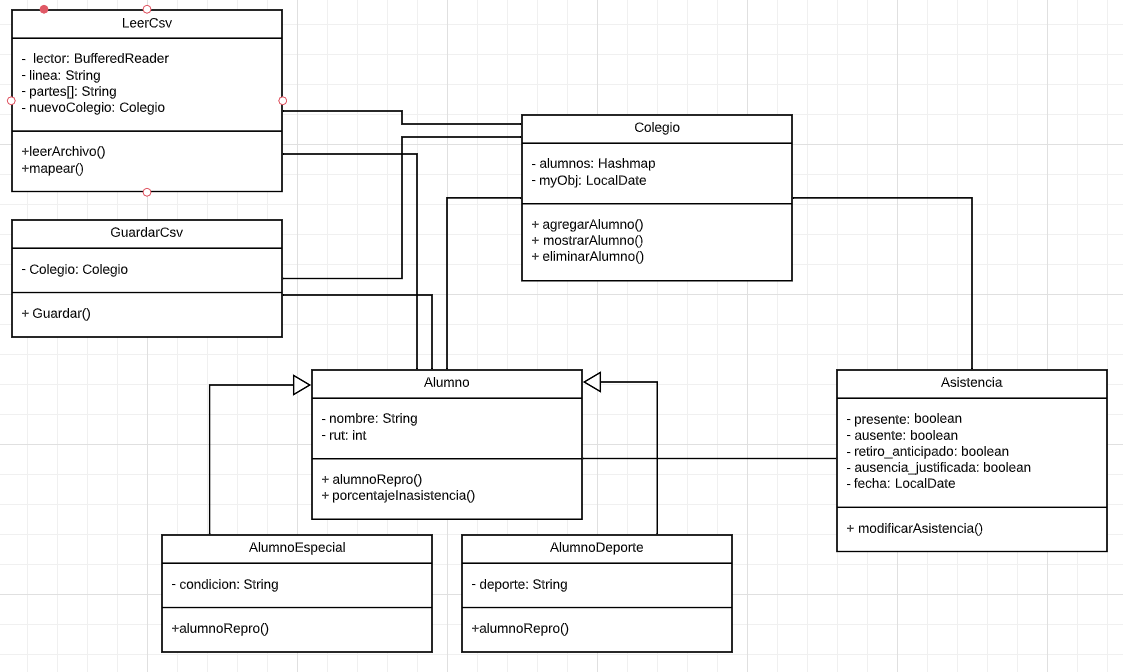 LeerCsv
- lector: BufferedReader
- linea: String
- partes[]: String
- nuevoColegio: Colegio
+leerArchivo()
+mapear()
GuardarCsv
- Colegio: Colegio
+ Guardar()
Colegio
- alumnos: Hashmap
- myObj: LocalDate
+ agregarAlumno()
+ mostrarAlumno()
+ eliminarAlumno()
Alumno
- nombre: String
- rut: int
+ alumnoRepro()
+ porcentajeInasistencia()
Asistencia
- presente: boolean
- ausente: boolean
- retiro_anticipado: boolean
- ausencia_justificada: boolean
- fecha: LocalDate
+ modificarAsistencia()
AlumnoEspecial
- condicion: String
+alumnoRepro()
AlumnoDeporte
- deporte: String
+alumnoRepro()